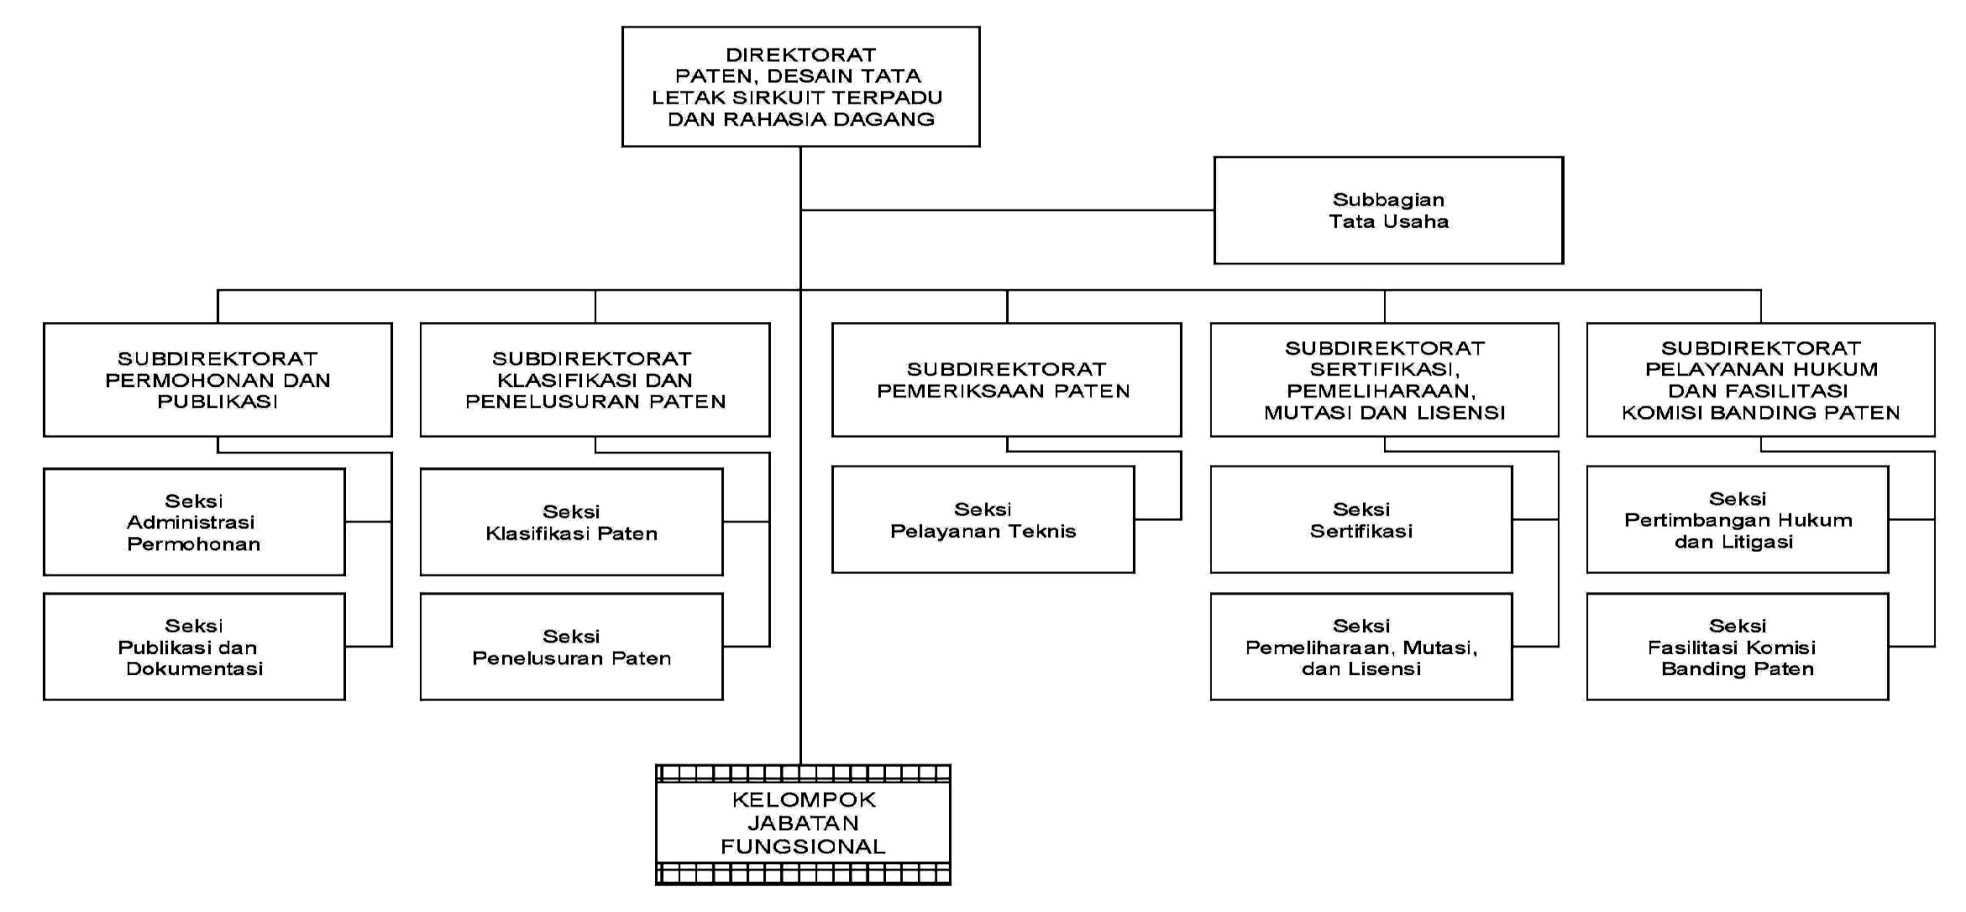 DIREKTORAT
PATEN, DESAIN TATA
LETAK SIRKUIT TERPADU
DAN RAHASIA DAGANG
Subbagian
Tata Usaha
SUBDIREKTORAT
PERMOHONAN DAN
PUBLIKASI
SUBDIREKTORAT
KLASIFIKASI DAN
PENELUSURAN PATEN
SUBDIREKTORAT
PEMERIKSAAN PATEN
SUBDIREKTORAT
SERTIFIKASI,
PEMELIHARAAN,
MUTASI DAN LISENSI
SUBDIREKTORAT
PELAYANAN HUKUM
DAN FASILITASI
KOMISI BANDING PATEN
Seksi
Administrasi
Permohonan
Seksi
Klasifikasi Paten
Seksi
Pelayanan Teknis
Seksi
Sertifikasi
Seksi
Pertimbangan Hukum
dan Litigasi
Seksi
Publikasi dan
Dokumentasi
Seksi
Penelusuran Paten
Seksi
Pemeliharaan, Mutasi,
dan Lisensi
Seksi
Fasilitasi Komisi
Banding Paten
KELOMPOK
JABATAN
FUNGSIONAL